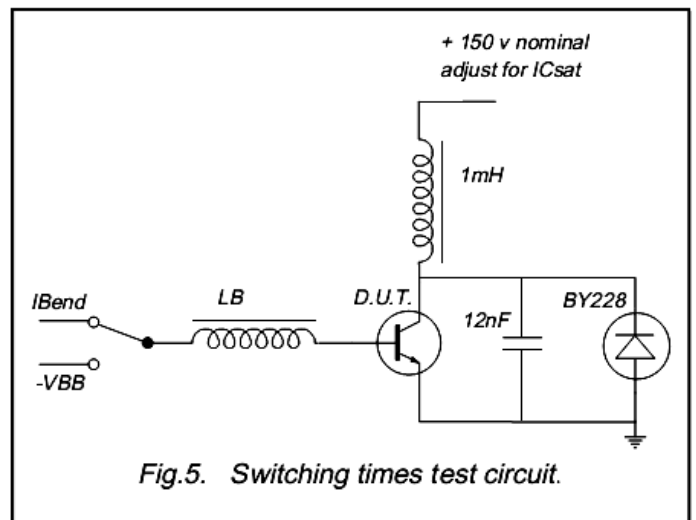 + 150 v nominal
adjust for ICsat
1mH
IBend
LB
D.U.T.
12nF
BY228
-VBB
Fig.5. Switching times test circuit.